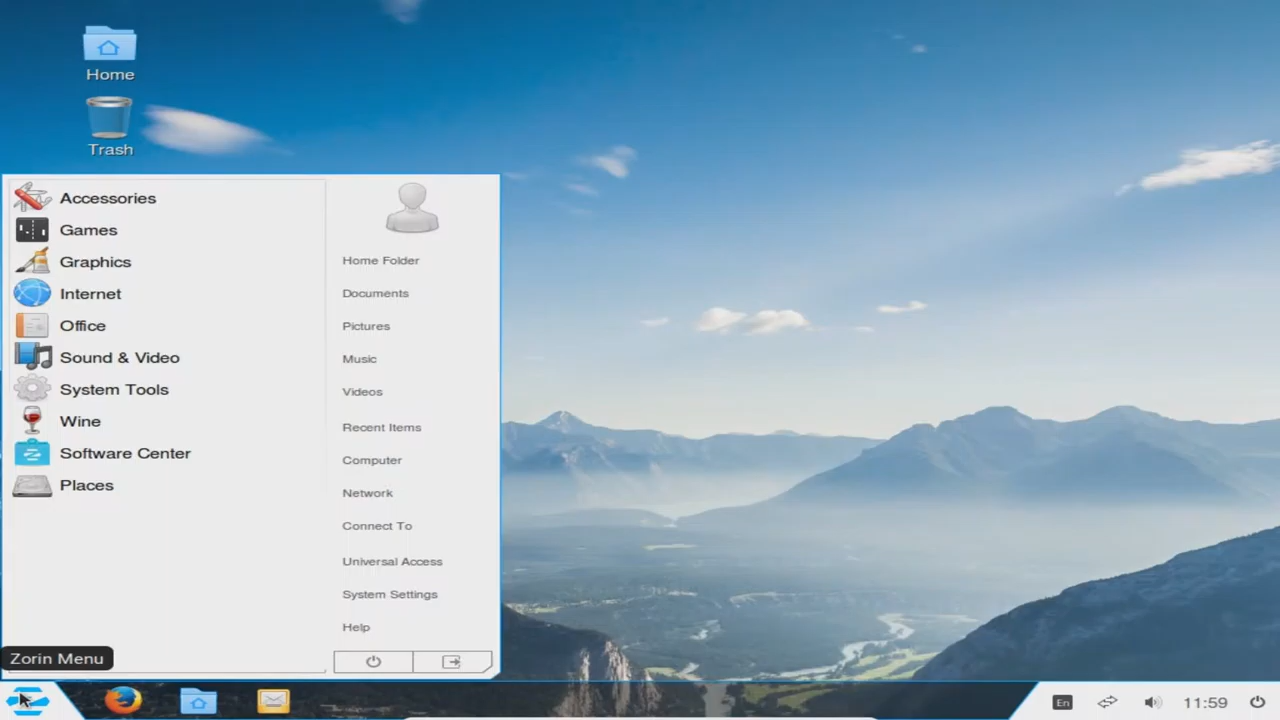 Home
Trash
Accessories
Games
Graphics
Internet
Office
Sound & Video
System Tools
Wine
Software Center
Places
Home Folder
Documents
Pictures
Music
Videos
Recent Items
Computer
Network
Connect To
Universal Access
System Settings
Help
Zorin Menu
En
11:59